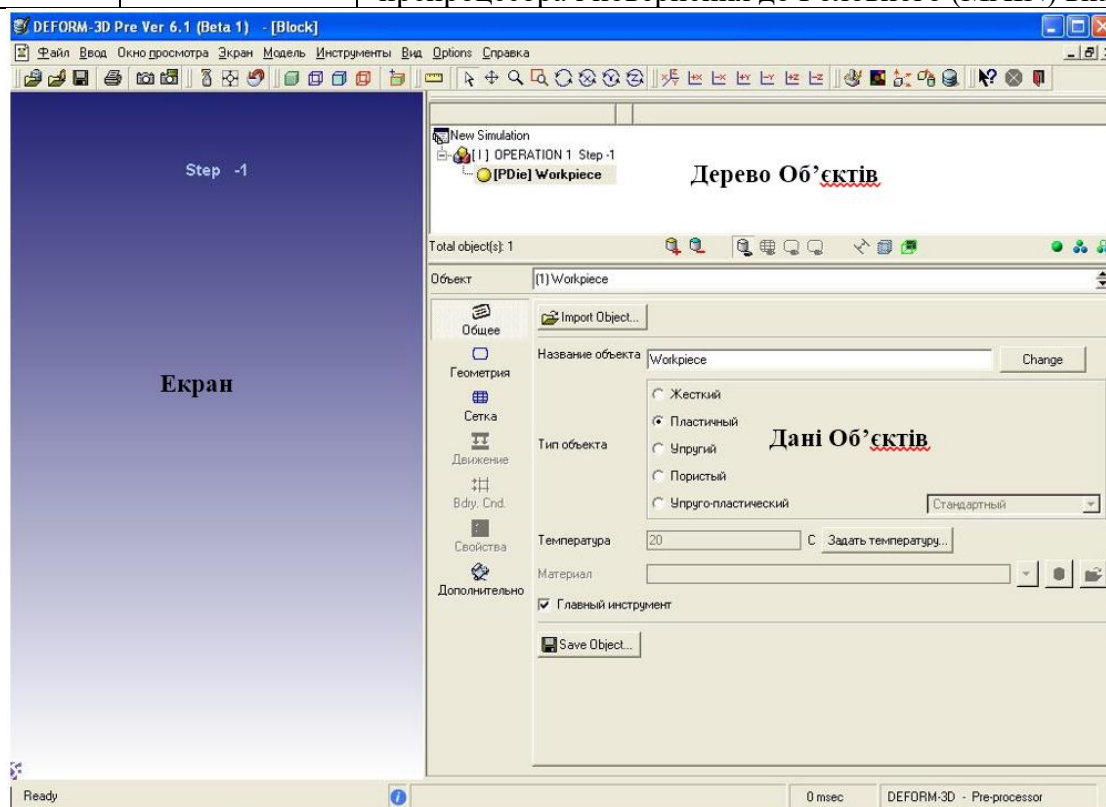 DEFORM-3D Pre Ver 6.1 (Beta 1) - [Block]
Файл Ввод Окно просмотра Экран Модель Инструменты Вид Options Справка
New Simulation
OPERATION 1 Step -1
[PDie] Workpiece
Step -1
Дерево Об’єктів
Total object(s): 1
Объект (1) Workpiece
Общее
Import Object...
Название объекта Workpiece Change
Геометрия
Екран
Жесткий
Сетка
Пластичный
Дані Об’єктів
Тип объекта
Упругий
Движение
Пористый
Bdry. Cnd.
Упруго-пластический Стандартный
Свойства
Температура 20 C Задать температуру...
Материал
Дополнительно
Главный инструмент
Save Object...
Ready 0 msec DEFORM-3D - Pre-processor